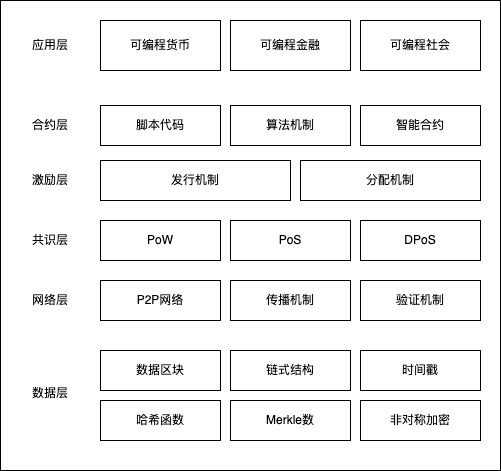 应用层 可编程货币 可编程金融 可编程社会
合约层 脚本代码 算法机制 智能合约
激励层 发行机制 分配机制
共识层 PoW PoS DPoS
网络层 P2P网络 传播机制 验证机制
数据层
数据区块 链式结构 时间戳
哈希函数 Merkle数 非对称加密